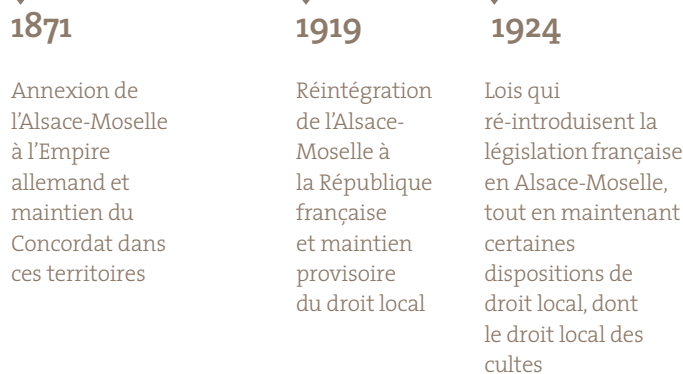 1871
Annexion de
l'Alsace-Moselle
à l'Empire
allemand et
maintien du
Concordat dans
ces territoires
1919
Réintégration
de l'Alsace-
Moselle à
la République
française
et maintien
provisoire
du droit local
1924
Lois qui
ré-introduisent la
législation française
en Alsace-Moselle,
tout en maintenant
certaines
dispositions de
droit local, dont
le droit local des
cultes